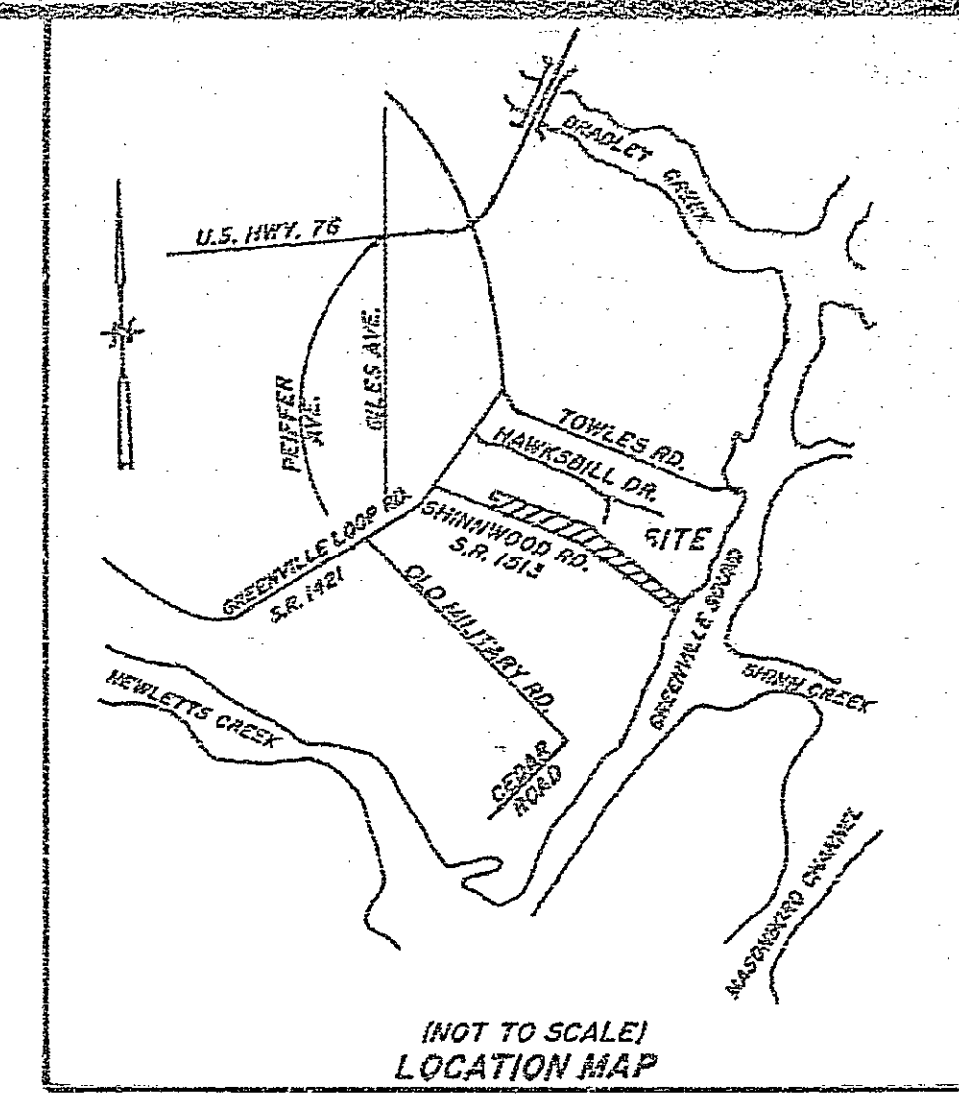 BRADLEY
CREEK
U.S. HWY. 76
PEIFFER
AVE.
GILES AVE.
TOWLES RD.
HAWKSBILL DR.
SITE
SHINNWOOD RD.
S.R. 1513
GREENVILLE LOOP RD.
S.R. 1421
OLD MILITARY RD.
GREENVILLE SOUND
SHINN CREEK
HEWLETTS CREEK
CEDAR
ROAD
MASONBORO CHANNEL
(NOT TO SCALE)
LOCATION MAP